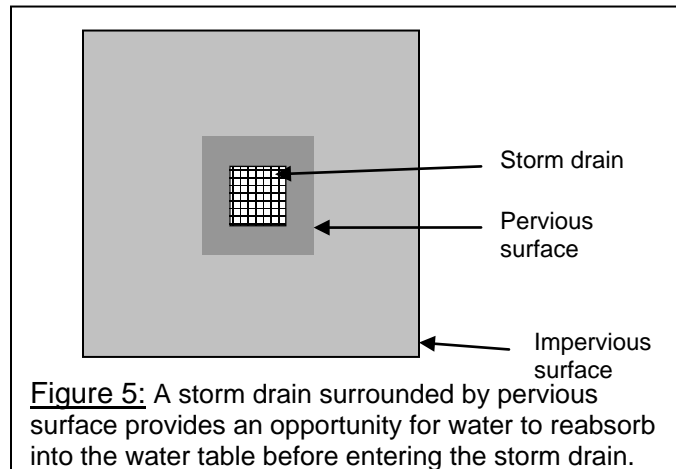 Storm drain
Pervious
surface
Impervious
surface
Figure 5: A storm drain surrounded by pervious
surface provides an opportunity for water to reabsorb
into the water table before entering the storm drain.